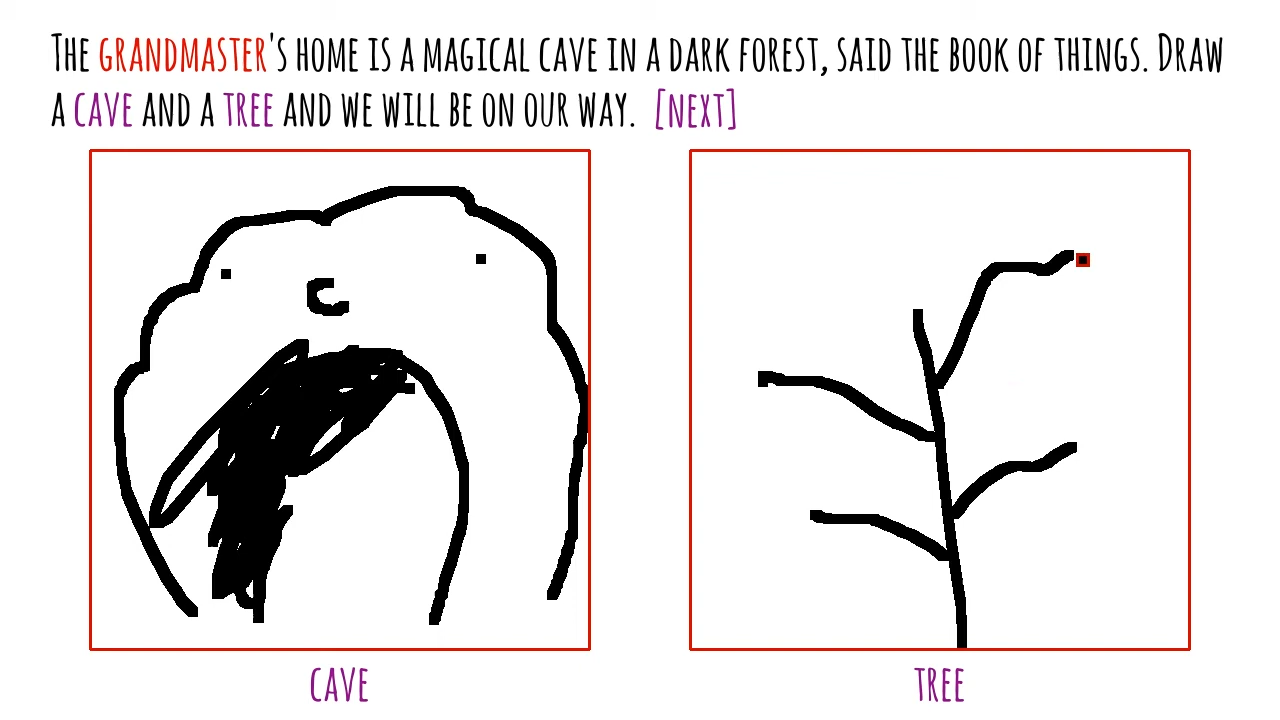 The grandmaster's home is a magical cave in a dark forest, said the book of things. Draw
a cave and a tree and we will be on our way. [next]
cave
tree